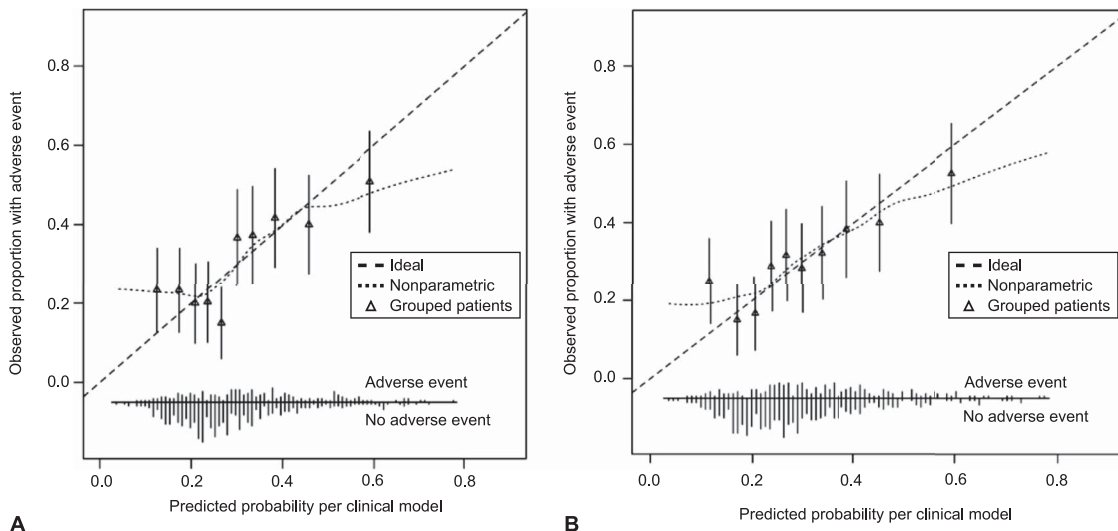 Observed proportion with adverse event
0.8
0.6
0.4
0.2
0.0
Ideal
Nonparametric
Grouped patients
Adverse event
No adverse event
0.0 0.2 0.4 0.6 0.8
Predicted probability per clinical model
A
Observed proportion with adverse event
0.8
0.6
0.4
0.2
0.0
Ideal
Nonparametric
Grouped patients
Adverse event
No adverse event
0.0 0.2 0.4 0.6 0.8
Predicted probability per clinical model
B